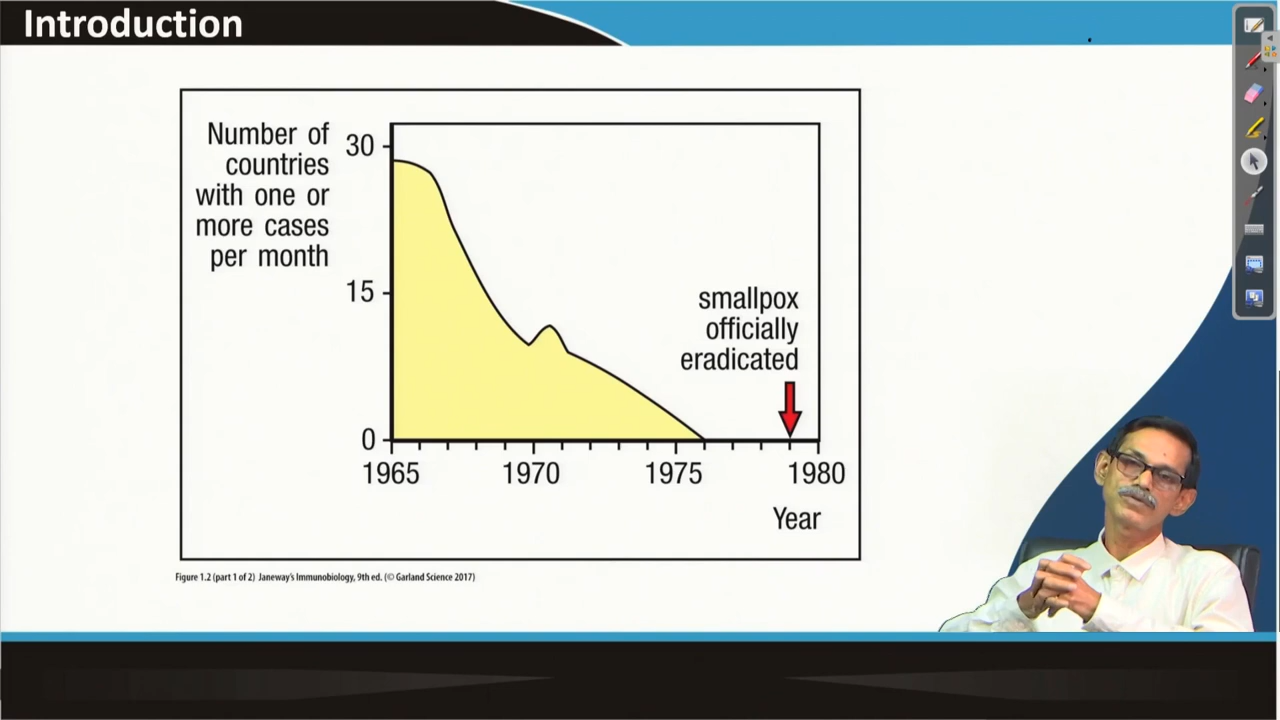 Introduction
Number of
countries
with one or
more cases
per month
30
15
0
smallpox
officially
eradicated
1965
1970
1975
1980
Year
Figure 1.2 (part 1 of 2) Janeway's Immunobiology, 9th ed. (© Garland Science 2017)